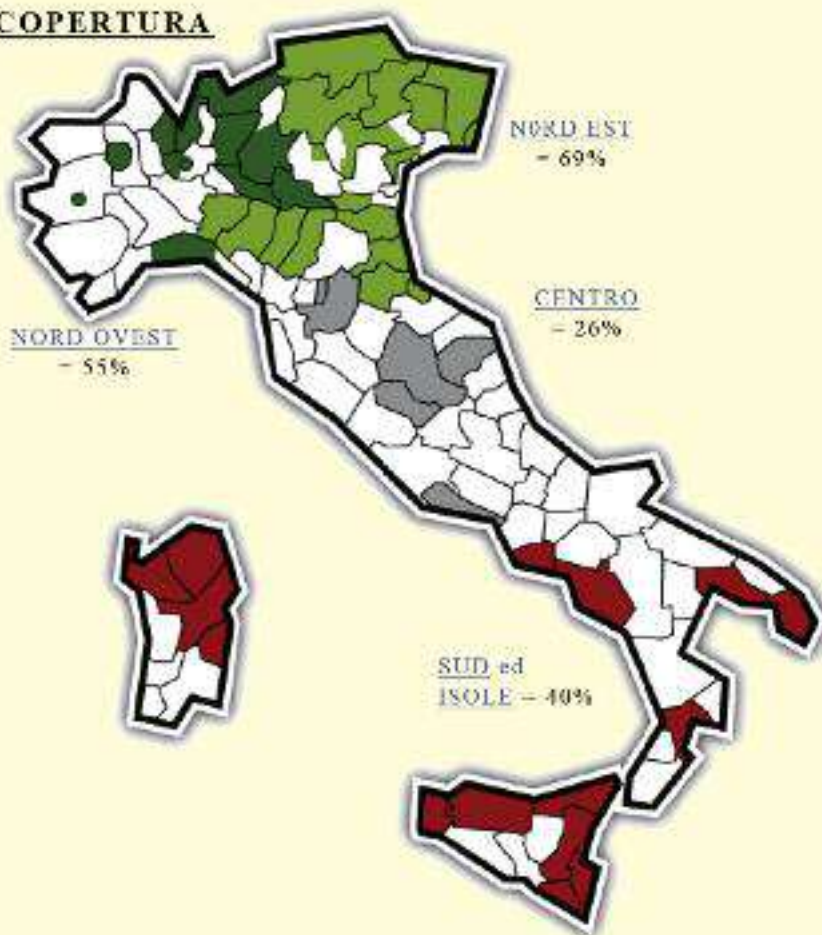 COPERTURA
N0RD EST
– 69%
CENTRO
– 26%
NORD OVEST
– 55%
SUD ed
ISOLE – 40%